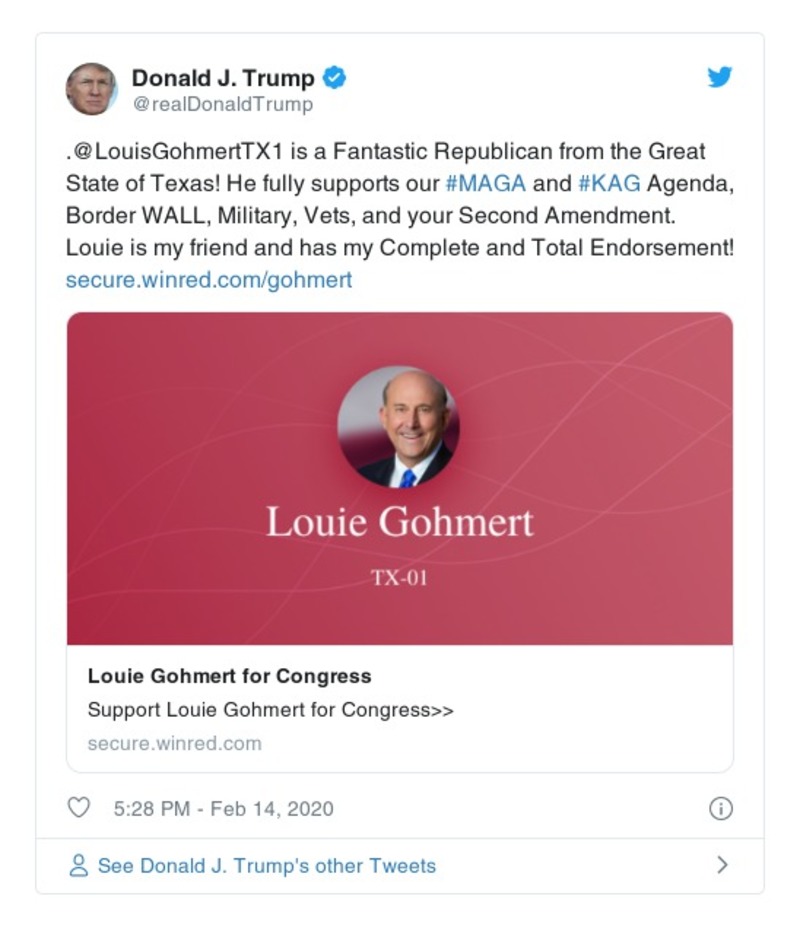 Donald J. Trump
@realDonaldTrump
.@LouisGohmertTX1 is a Fantastic Republican from the Great
State of Texas! He fully supports our #MAGA and #KAG Agenda,
Border WALL, Military, Vets, and your Second Amendment.
Louie is my friend and has my Complete and Total Endorsement!
secure.winred.com/gohmert
Louie Gohmert
TX-01
Louie Gohmert for Congress
Support Louie Gohmert for Congress>>
secure.winred.com
5:28 PM - Feb 14, 2020
See Donald J. Trump's other Tweets